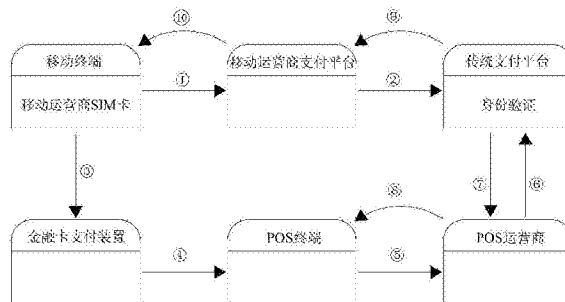 ⑩
⑨
移动终端
移动运营商支付平台
传统支付平台
移动运营商SIM卡
①
②
身份验证
③
⑧
⑦
⑥
金融卡支付装置
POS终端
POS运营商
④
⑤